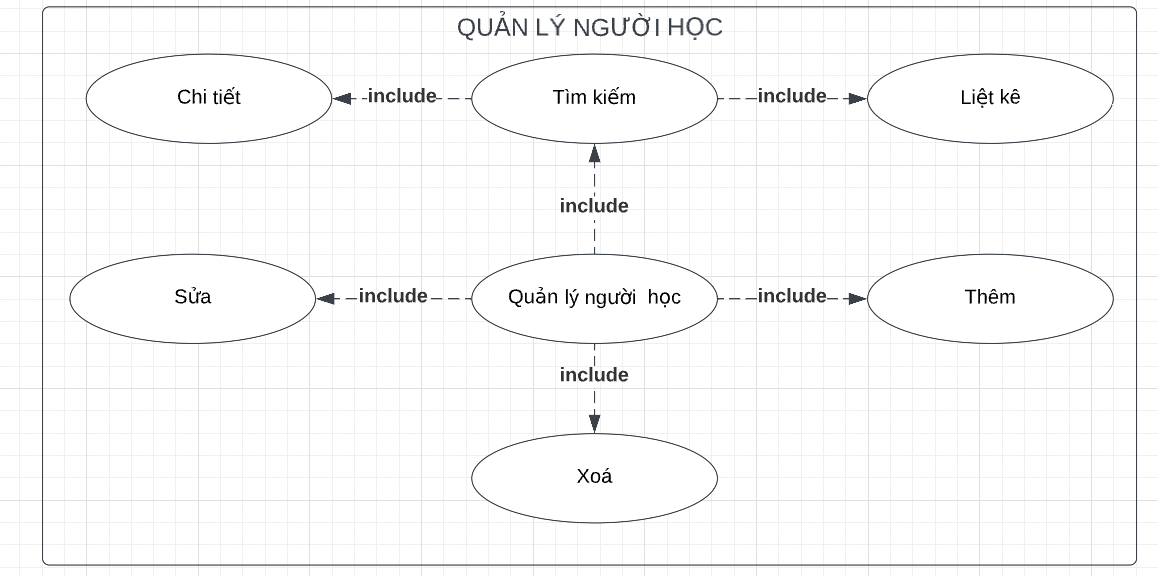 QUẢN LÝ NGƯỜI HỌC
Chi tiết
include
Tìm kiếm
include
Liệt kê
include
Sửa
include
Quản lý người học
include
Thêm
include
Xoá